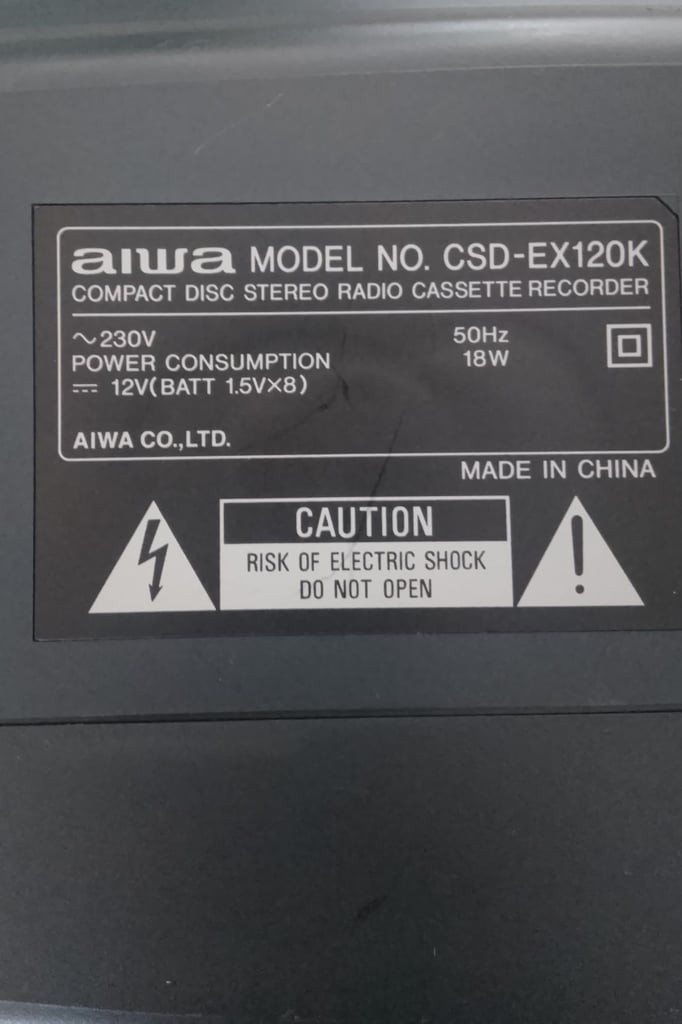 aiwa MODEL NO. CSD-EX120K
COMPACT DISC STEREO RADIO CASSETTE RECORDER
~230V 50Hz
POWER CONSUMPTION 18W
⎓ 12V(BATT 1.5V×8)
AIWA CO.,LTD.
MADE IN CHINA
CAUTION
RISK OF ELECTRIC SHOCK
DO NOT OPEN